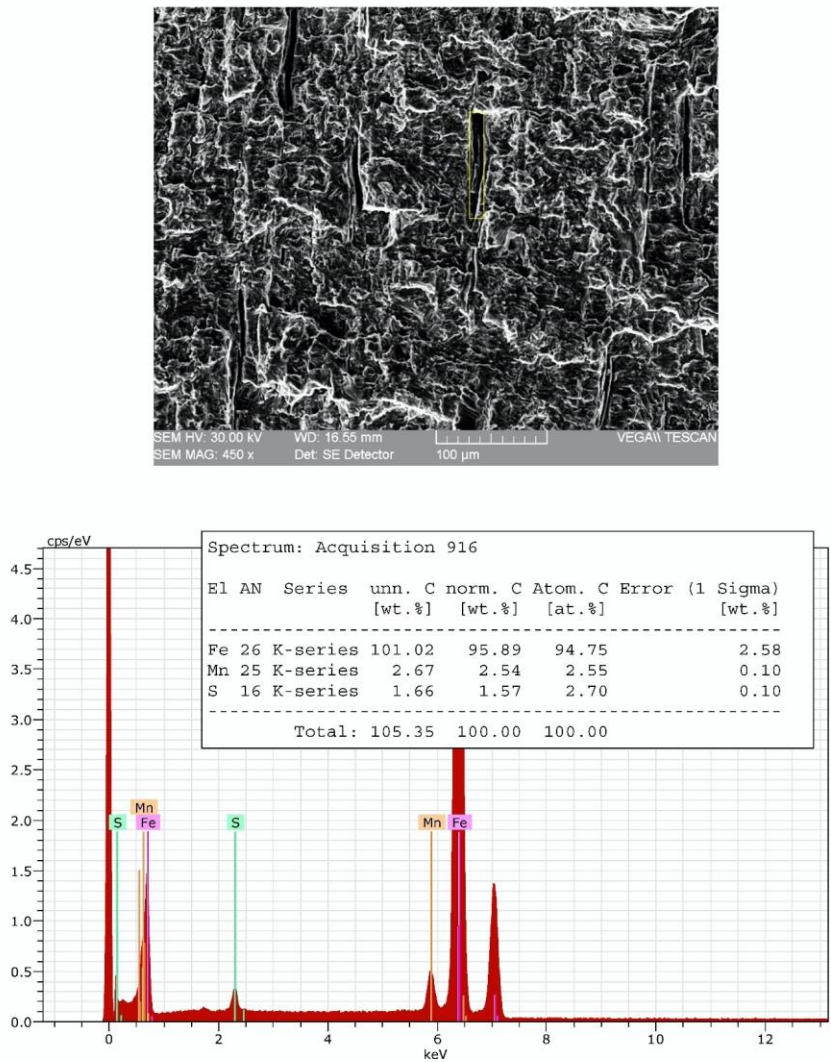 SEM HV: 30.00 kV WD: 16.55 mm VEGA\\ TESCAN
SEM MAG: 450 x Det: SE Detector 100 µm
cps/eV
Spectrum: Acquisition 916
El AN Series unn. C norm. C Atom. C Error (1 Sigma)
[wt.%] [wt.%] [at.%] [wt.%]
Fe 26 K-series 101.02 95.89 94.75 2.58
Mn 25 K-series 2.67 2.54 2.55 0.10
S 16 K-series 1.66 1.57 2.70 0.10
Total: 105.35 100.00 100.00
4.5
4.0
3.5
3.0
2.5
2.0
1.5
1.0
0.5
0.0
Mn
S Fe S Mn Fe
0 2 4 6 8 10 12
keV